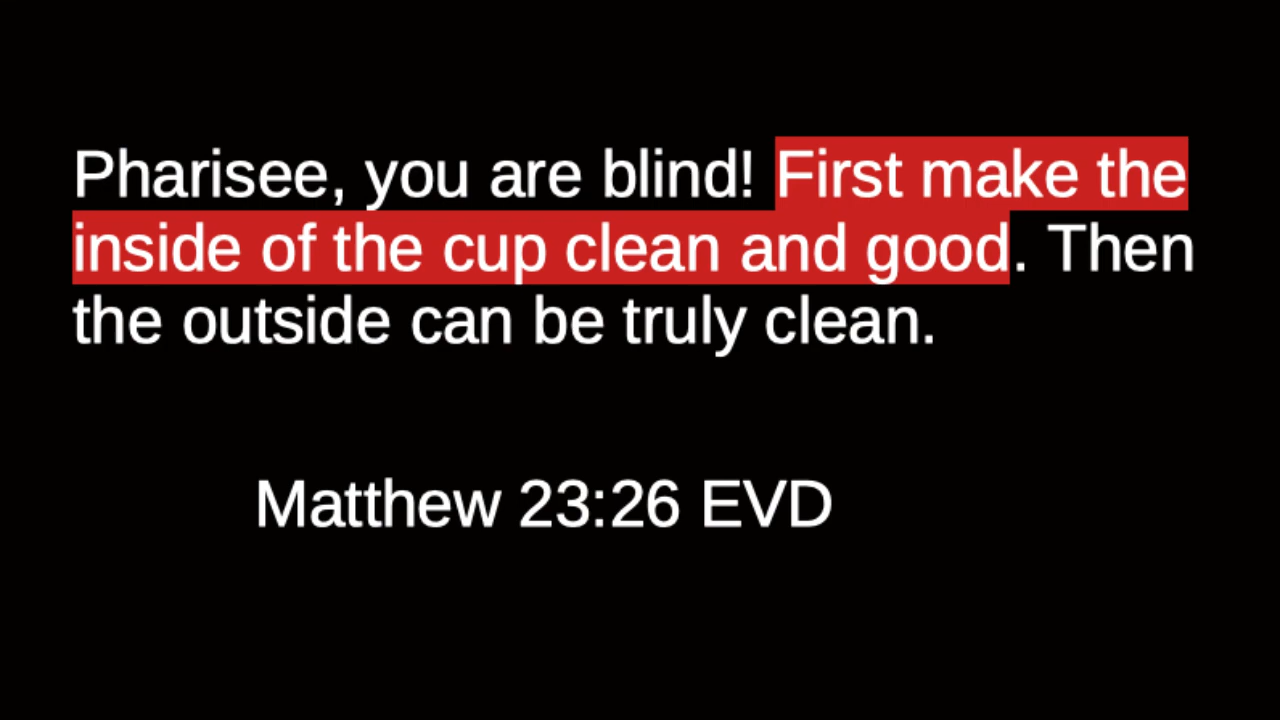 Pharisee, you are blind! First make the
inside of the cup clean and good. Then
the outside can be truly clean.
Matthew 23:26 EVD